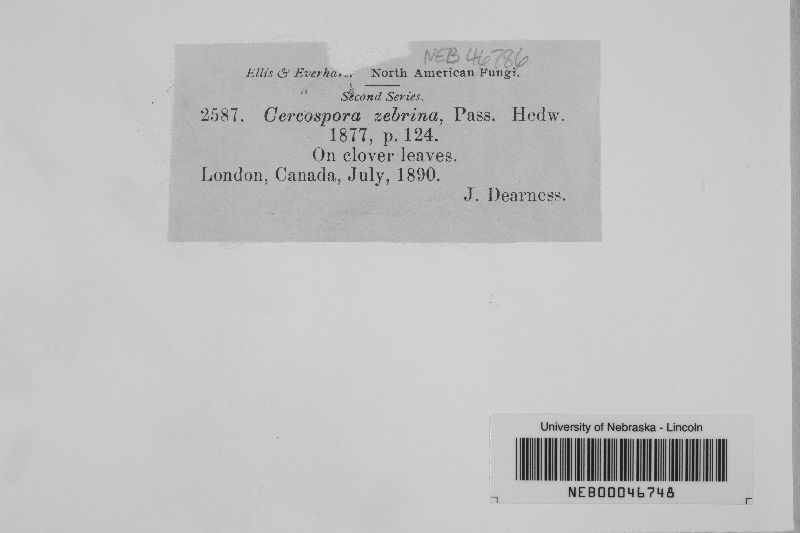 NEB 46786
Ellis & Everhart. North American Fungi.
Second Series.
2587. Cercospora zebrina, Pass. Hedw.
1877, p. 124.
On clover leaves.
London, Canada, July, 1890.
J. Dearness.
University of Nebraska - Lincoln
NEB00046748